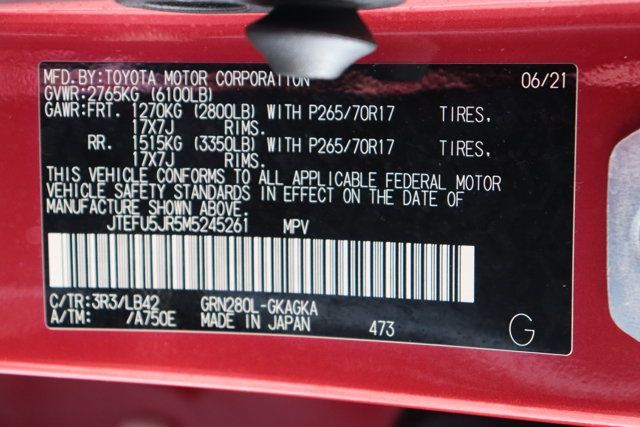 MFD.BY:TOYOTA MOTOR CORPORATION 06/21
GVWR:2765KG (6100LB)
GAWR:FRT. 1270KG (2800LB) WITH P265/70R17 TIRES,
17X7J RIMS.
RR. 1515KG (3350LB) WITH P265/70R17 TIRES,
17X7J RIMS.
THIS VEHICLE CONFORMS TO ALL APPLICABLE FEDERAL MOTOR
VEHICLE SAFETY STANDARDS IN EFFECT ON THE DATE OF
MANUFACTURE SHOWN ABOVE.
JTEFU5JR5M5245261 MPV
C/TR:3R3/LB42 GRN280L-GKAGKA
A/TM: /A750E MADE IN JAPAN 473 G